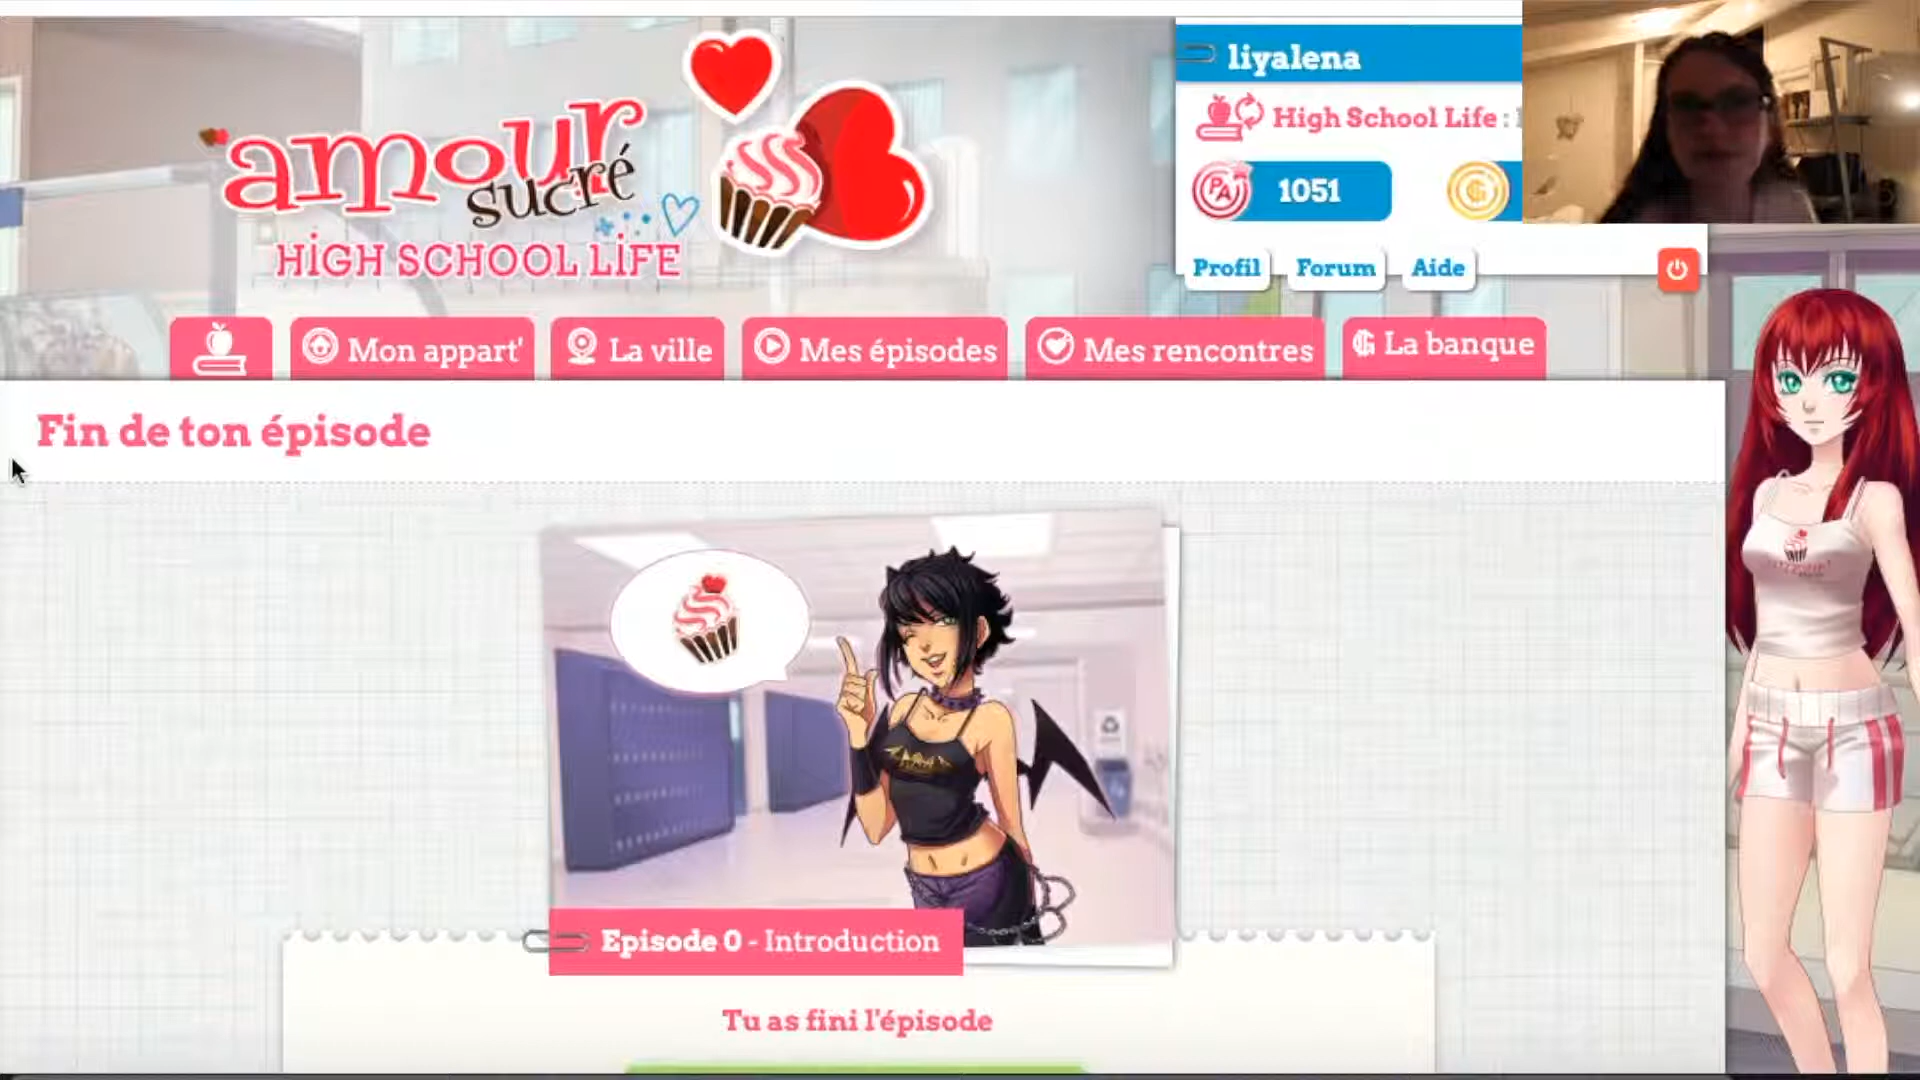 amour
sucré
HIGH SCHOOL LIFE
liyalena
High School Life :
PA
1051
Profil
Forum
Aide
Mon appart'
La ville
Mes épisodes
Mes rencontres
La banque
Fin de ton épisode
Episode 0 - Introduction
Tu as fini l'épisode